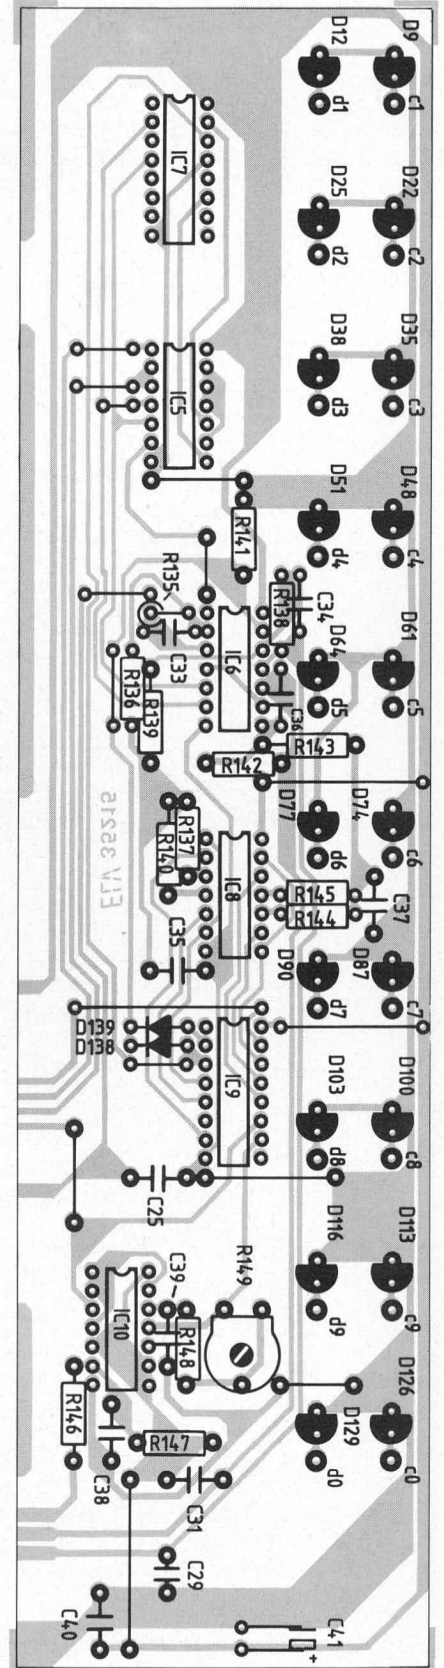 D12
D9
d1
c1
IC7
D25
D22
d2
c2
D38
D35
d3
c3
IC5
D51
D48
R141
d4
c4
R135
R138
C34
D64
D61
C33
IC6
R136
R139
C36
d5
c5
R143
R142
ELV 35215
D77
D74
R137
R140
d6
c6
IC8
R145
R144
C37
C35
D90
D87
d7
c7
D139
D138
IC9
D103
D100
d8
c8
C25
D116
D113
C39
R149
d9
c9
IC10
R148
D126
R146
R147
D129
C38
d0
c0
C31
C29
C40
C41
+